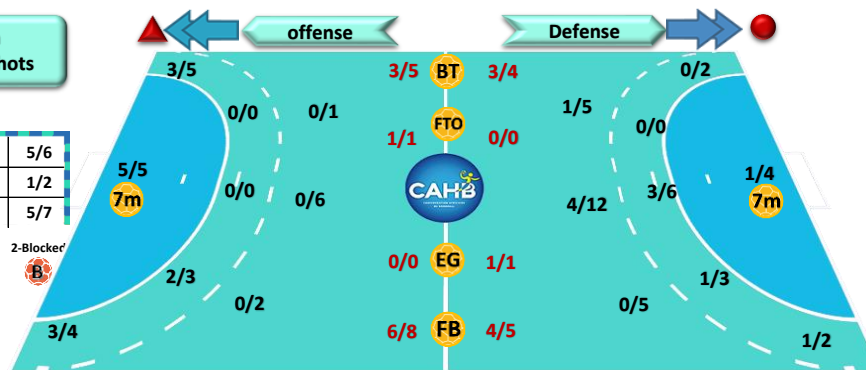 offense
Defense
hots
3/5
3/5
BT
3/4
0/2
0/0
0/1
1/5
FTO
0/0
1/1
0/0
5/6
1/2
5/7
5/5
7m
0/0
0/6
CAHB
4/12
3/6
1/4
7m
2-Blocked
B
2/3
0/2
0/0
EG
1/1
1/3
0/5
3/4
6/8
FB
4/5
1/2